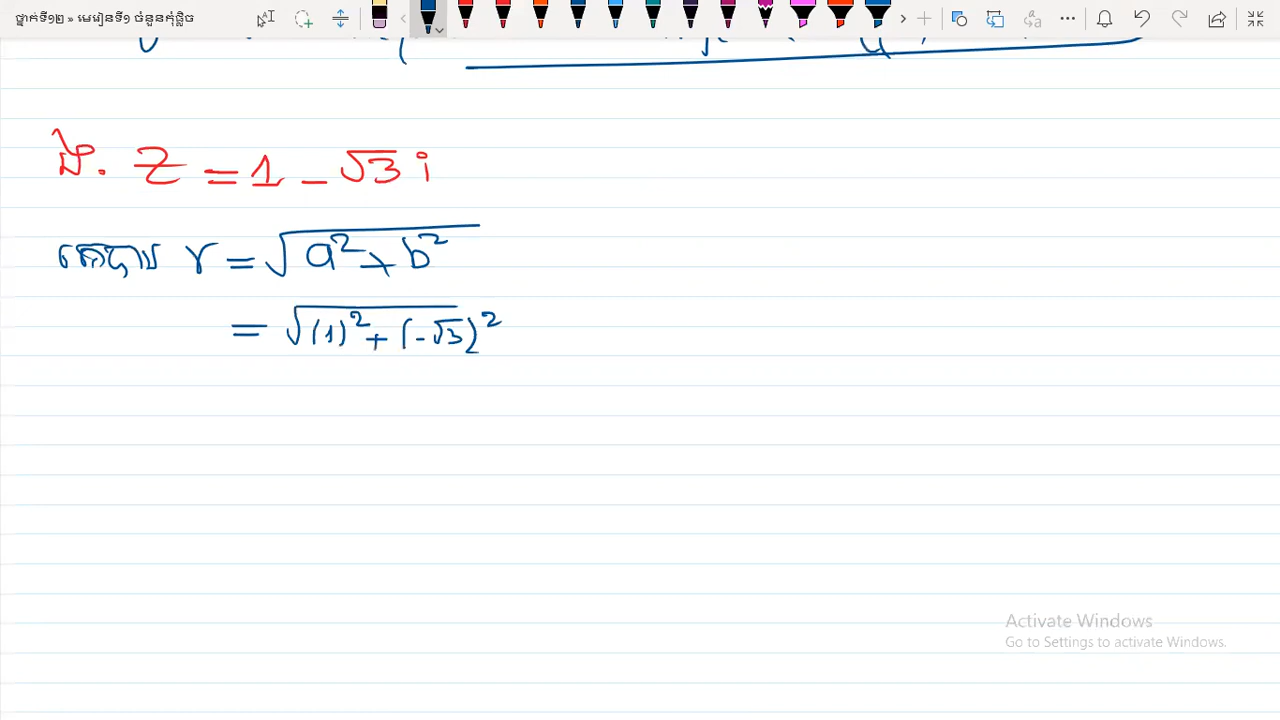 ថ្នាក់ទី១២ » មេរៀនទី១ ចំនួនកុំផ្លិច
ង. Z = 1 - √3 i
គេបាន r = √a² + b²
= √(1)² + (-√3)²
Activate Windows
Go to Settings to activate Windows.